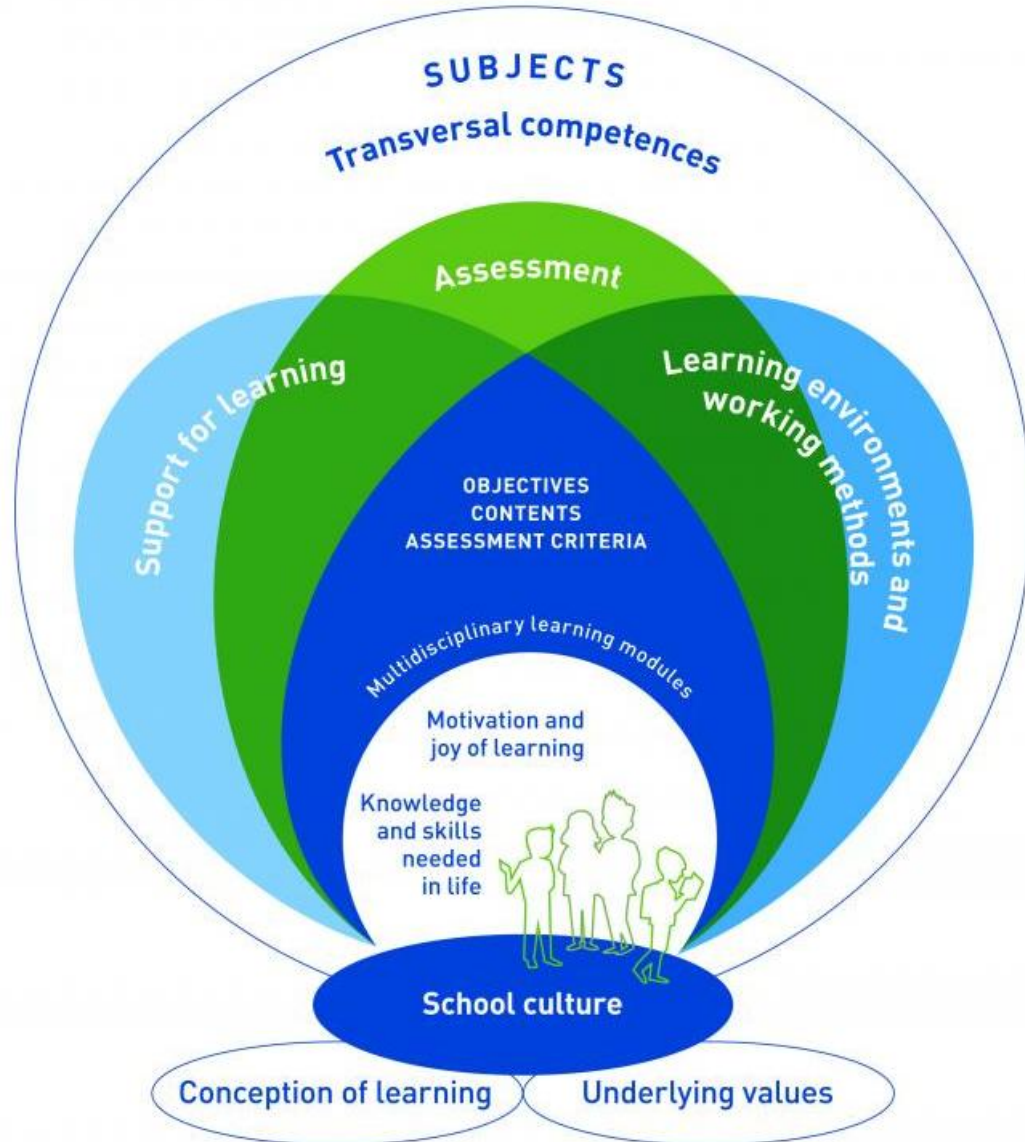 SUBJECTS
Transversal competences
Assessment
Support for learning
Learning environments and
working methods
OBJECTIVES
CONTENTS
ASSESSMENT CRITERIA
Multidisciplinary learning modules
Motivation and
joy of learning
Knowledge
and skills
needed
in life
School culture
Conception of learning
Underlying values